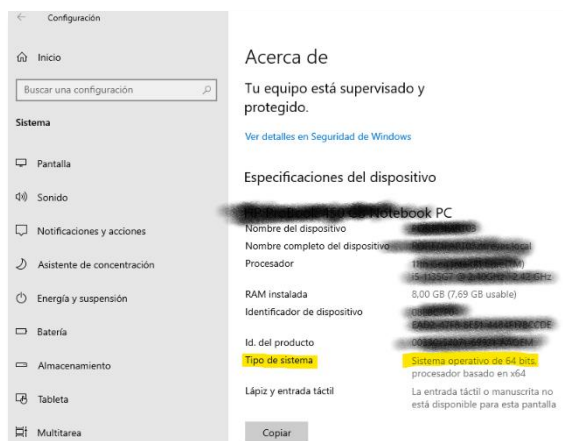 Configuración
Inicio
Buscar una configuración
Sistema
Pantalla
Sonido
Notificaciones y acciones
Asistente de concentración
Energía y suspensión
Batería
Almacenamiento
Tableta
Multitarea
Acerca de
Tu equipo está supervisado y
protegido.
Ver detalles en Seguridad de Windows
Especificaciones del dispositivo
Notebook PC
Nombre del dispositivo
Nombre completo del dispositivo
Procesador
GHz
RAM instalada 8,00 GB (7,69 GB usable)
Identificador de dispositivo
Id. del producto
Tipo de sistema Sistema operativo de 64 bits,
procesador basado en x64
Lápiz y entrada táctil La entrada táctil o manuscrita no
está disponible para esta pantalla
Copiar